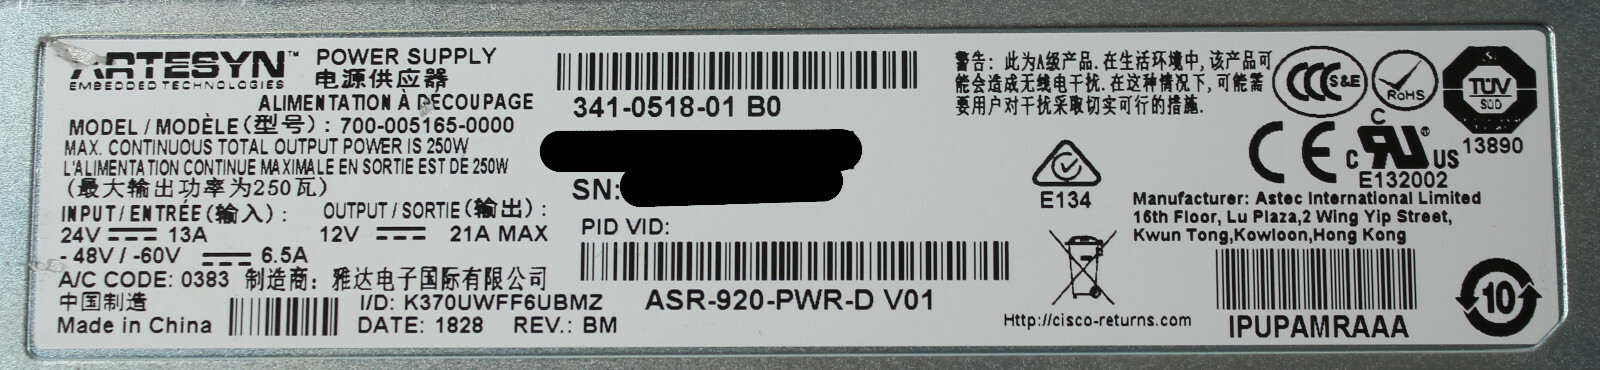 ARTESYN™
EMBEDDED TECHNOLOGIES
POWER SUPPLY
电源供应器
ALIMENTATION À DÉCOUPAGE
MODEL / MODÈLE (型号) : 700-005165-0000
MAX. CONTINUOUS TOTAL OUTPUT POWER IS 250W
L'ALIMENTATION CONTINUE MAXIMALE EN SORTIE EST DE 250W
(最大输出功率为250瓦)
INPUT / ENTRÉE (输入) : OUTPUT / SORTIE (输出) :
24V 13A 12V 21A MAX
- 48V / -60V 6.5A
A/C CODE: 0383 制造商: 雅达电子国际有限公司
中国制造
Made in China
I/D: K370UWFF6UBMZ
DATE: 1828 REV.: BM
341-0518-01 B0
SN:
PID VID:
ASR-920-PWR-D V01
警告: 此为A级产品. 在生活环境中, 该产品可
能会造成无线电干扰. 在这种情况下, 可能需
要用户对干扰采取切实可行的措施.
CCC S&E
RoHS
TÜV
SÜD
E134
CE
C RU US ®
C
13890
E132002
Manufacturer: Astec International Limited
16th Floor, Lu Plaza,2 Wing Yip Street,
Kwun Tong,Kowloon,Hong Kong
Http://cisco-returns.com
IPUPAMRAAA
10